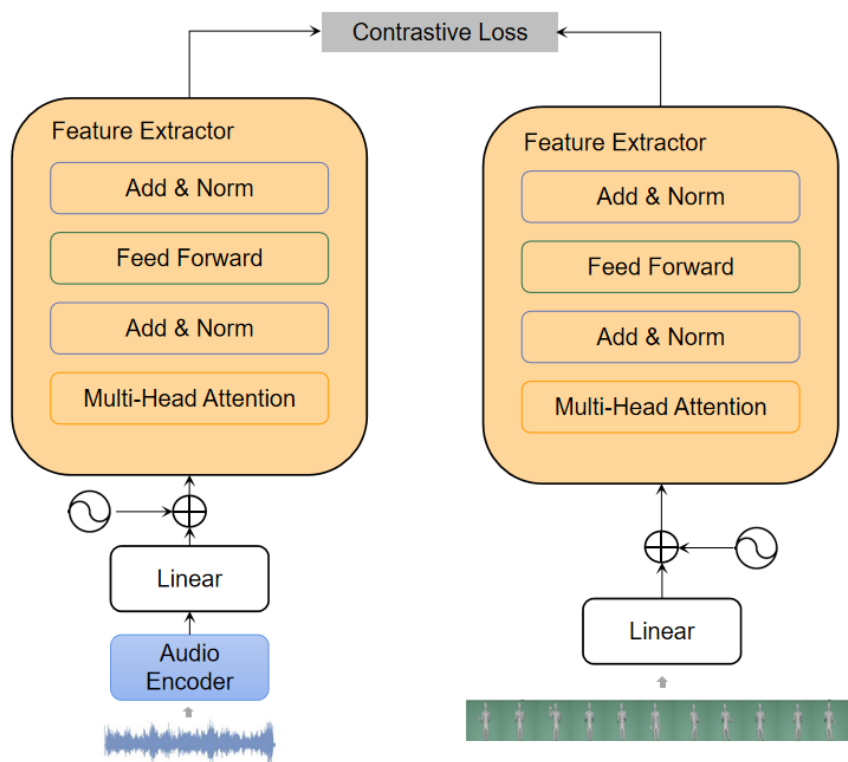 Contrastive Loss
Feature Extractor
Add & Norm
Feed Forward
Add & Norm
Multi-Head Attention
Linear
Audio
Encoder
Feature Extractor
Add & Norm
Feed Forward
Add & Norm
Multi-Head Attention
Linear